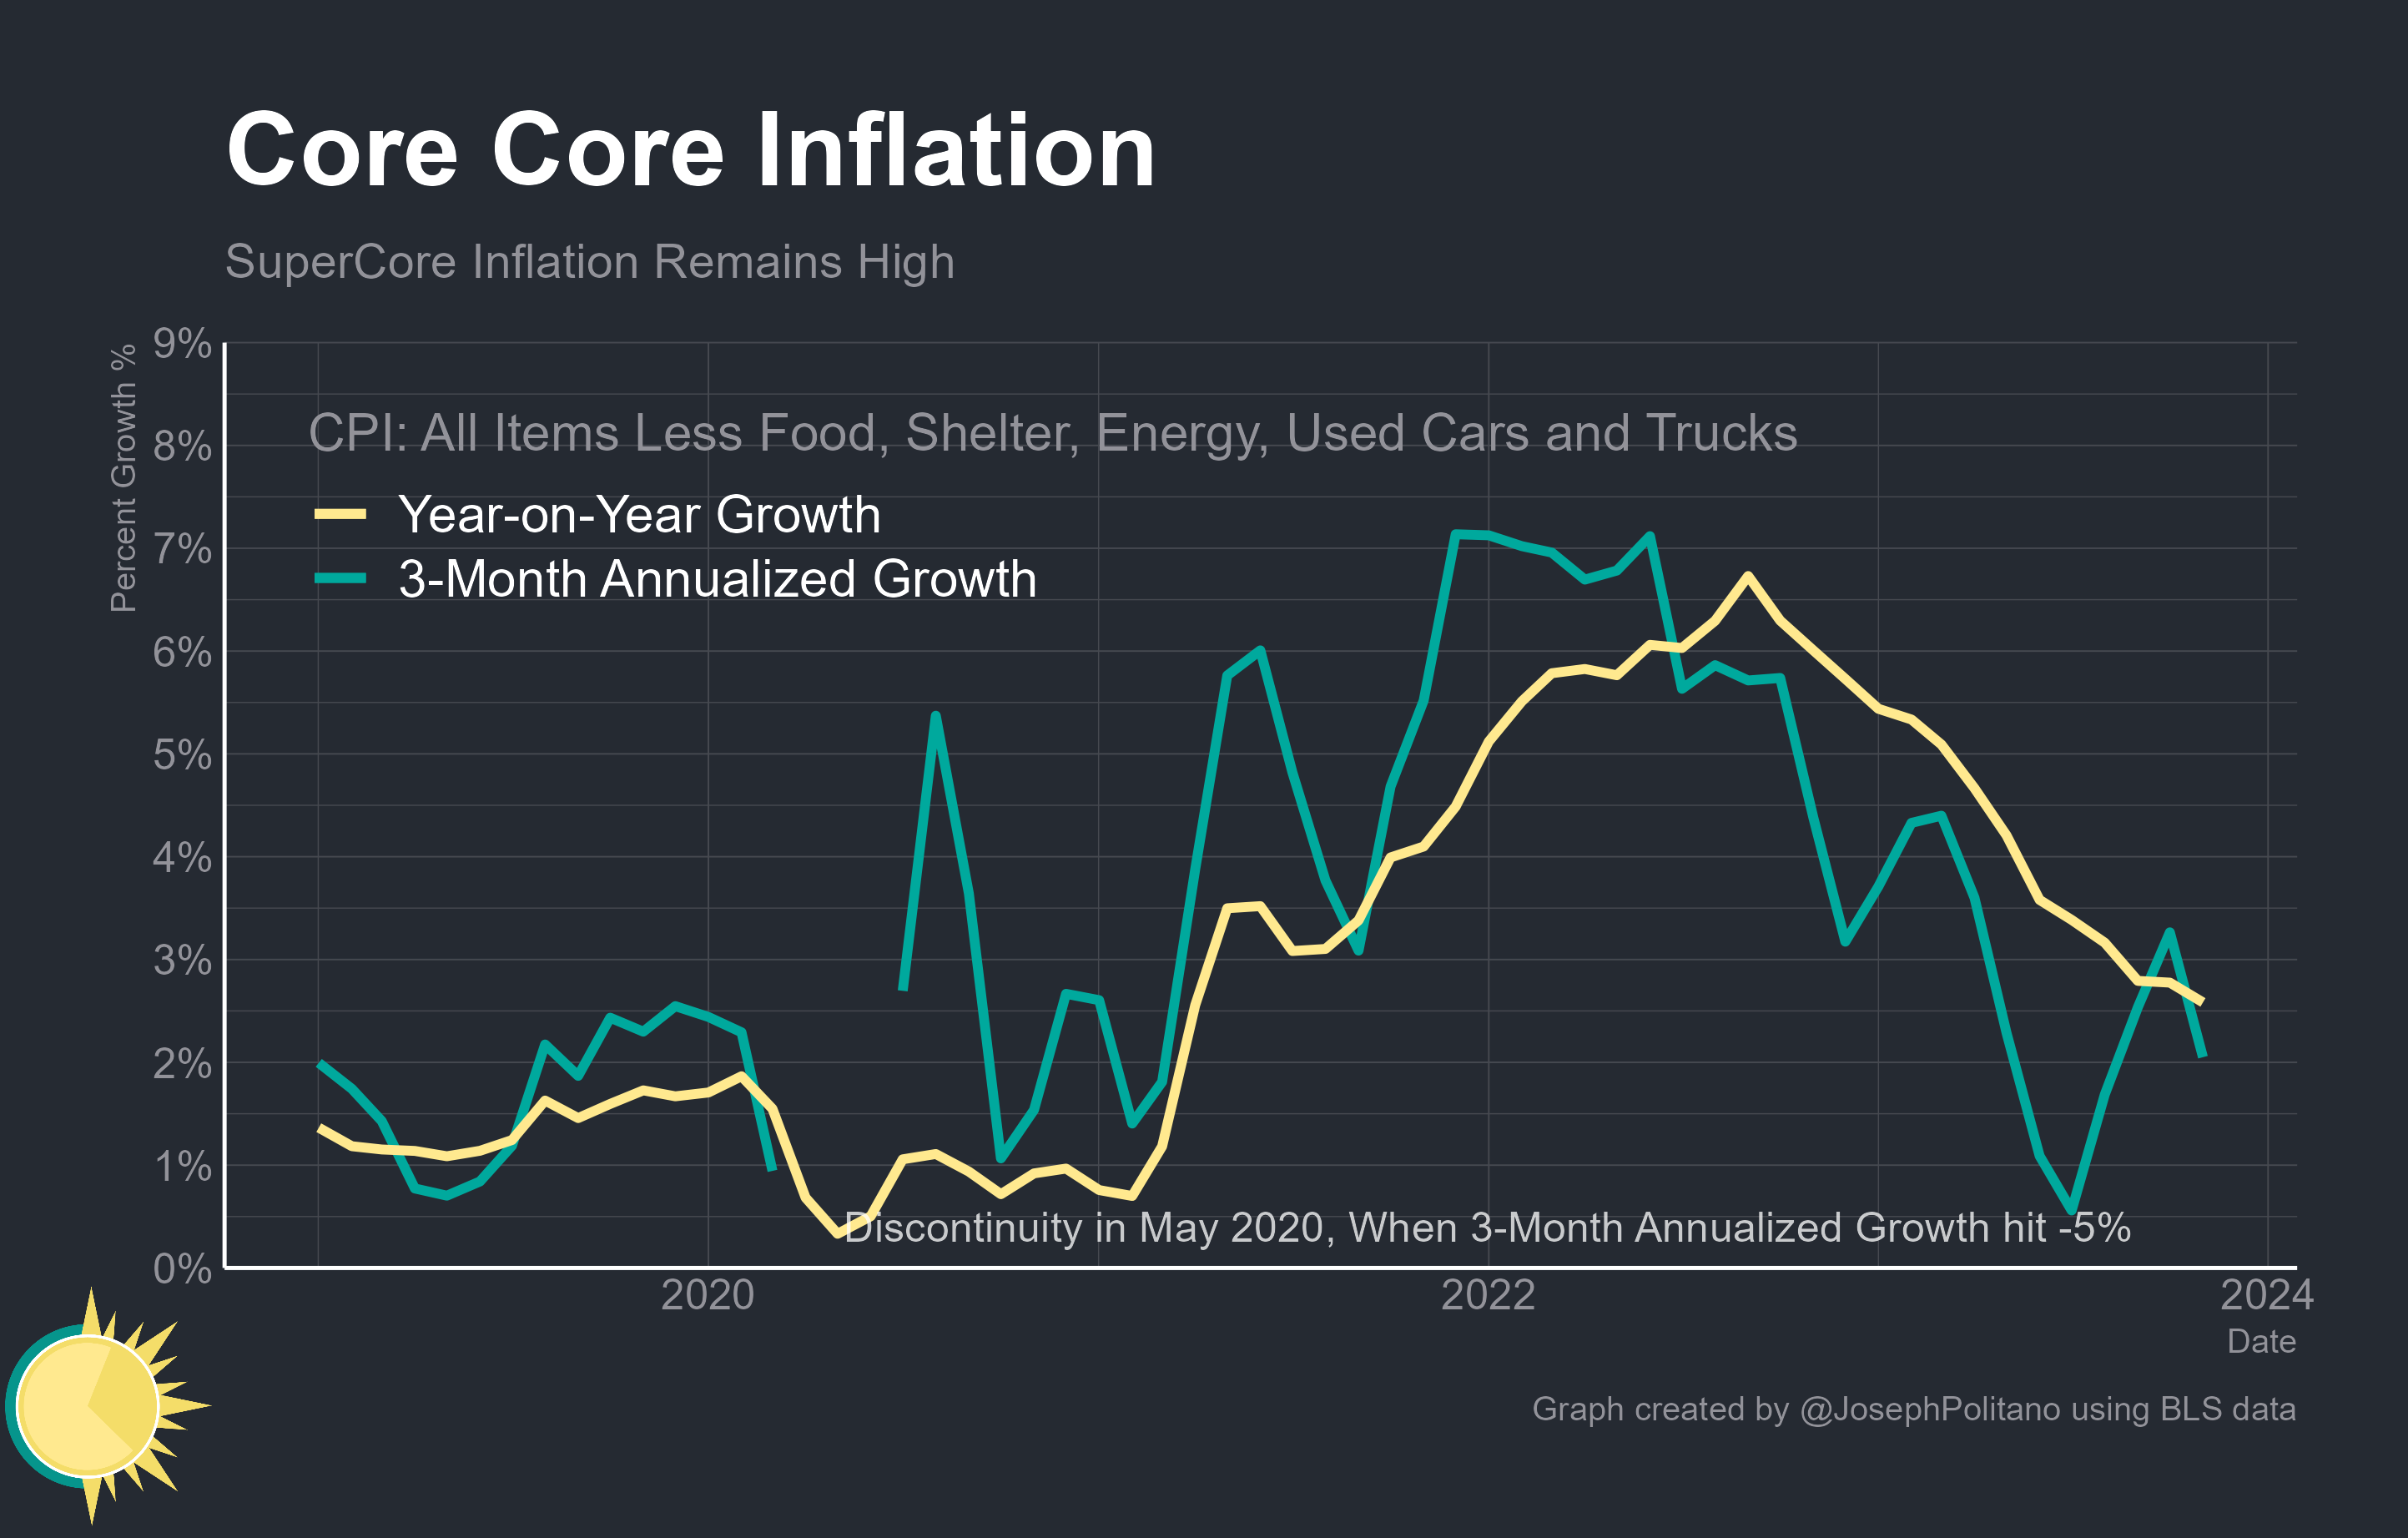 Core Core Inflation
SuperCore Inflation Remains High
Percent Growth %
9%
8%
7%
6%
5%
4%
3%
2%
1%
0%
CPI: All Items Less Food, Shelter, Energy, Used Cars and Trucks
Year-on-Year Growth
3-Month Annualized Growth
Discontinuity in May 2020, When 3-Month Annualized Growth hit -5%
2020
2022
2024
Date
Graph created by @JosephPolitano using BLS data